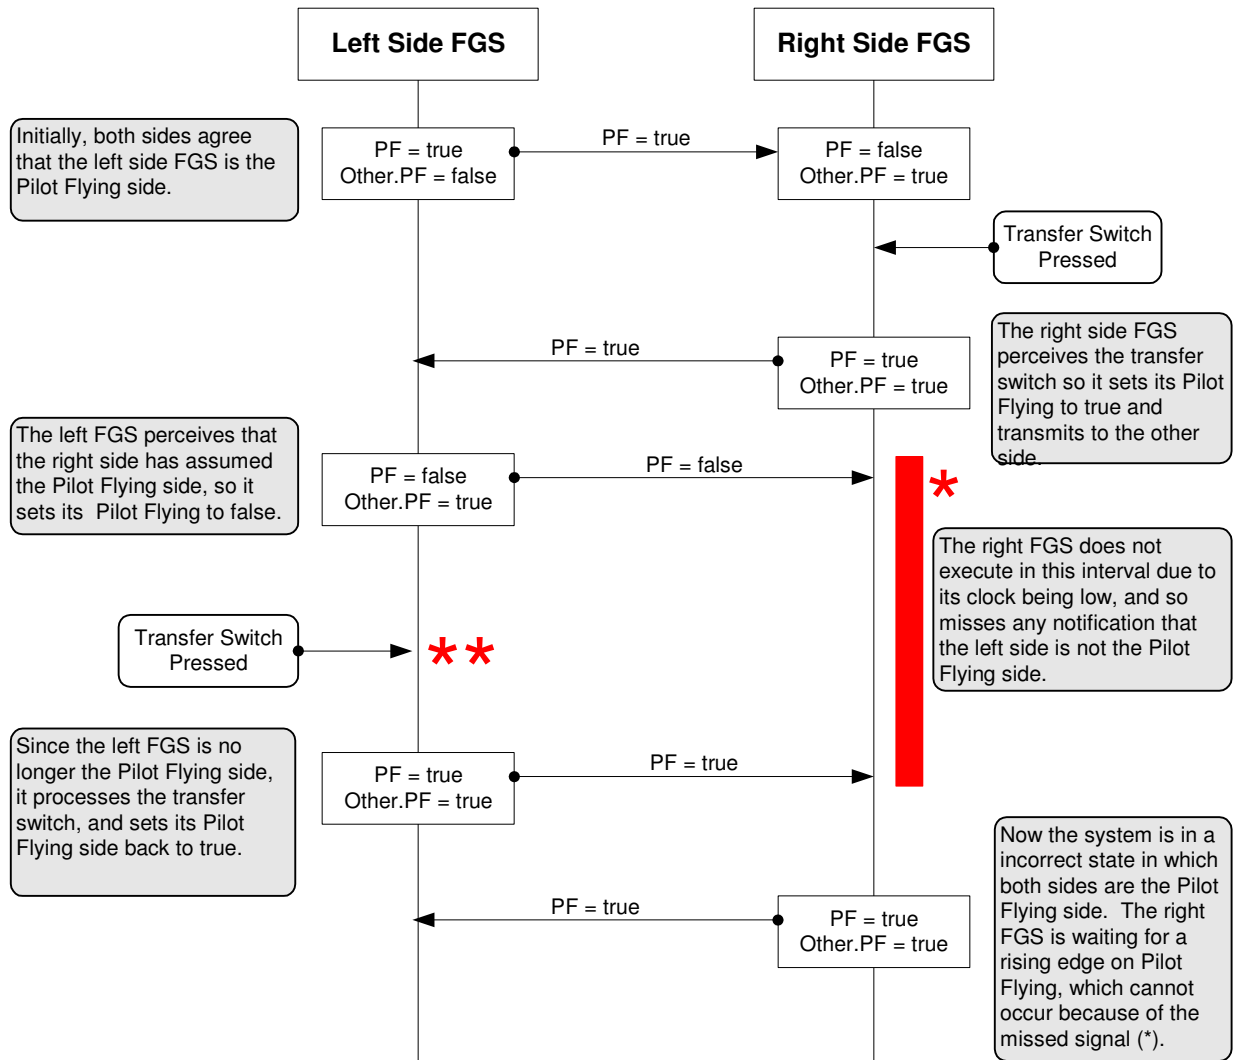 Left Side FGS
Right Side FGS
Initially, both sides agree
that the left side FGS is the
Pilot Flying side.
PF = true
Other.PF = false
PF = true
PF = false
Other.PF = true
Transfer Switch
Pressed
PF = true
PF = true
Other.PF = true
The right side FGS
perceives the transfer
switch so it sets its Pilot
Flying to true and
transmits to the other
side.
The left FGS perceives that
the right side has assumed
the Pilot Flying side, so it
sets its Pilot Flying to false.
PF = false
Other.PF = true
PF = false
*
The right FGS does not
execute in this interval due to
its clock being low, and so
misses any notification that
the left side is not the Pilot
Flying side.
Transfer Switch
Pressed
**
Since the left FGS is no
longer the Pilot Flying side,
it processes the transfer
switch, and sets its Pilot
Flying side back to true.
PF = true
Other.PF = true
PF = true
Now the system is in a
incorrect state in which
both sides are the Pilot
Flying side. The right
FGS is waiting for a
rising edge on Pilot
Flying, which cannot
occur because of the
missed signal (*).
PF = true
PF = true
Other.PF = true